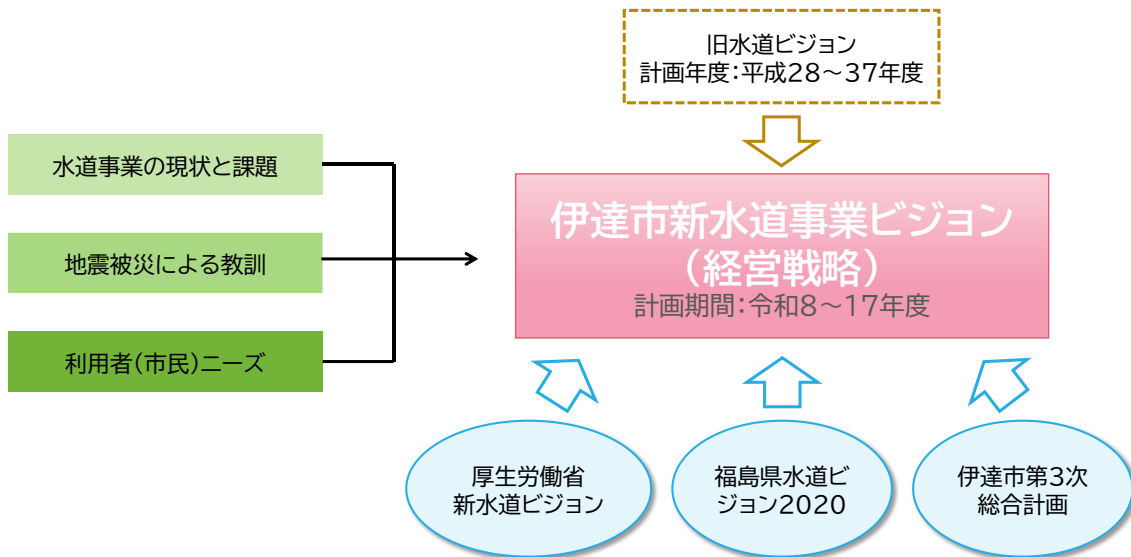 旧水道ビジョン
計画年度：平成28～37年度
水道事業の現状と課題
地震被災による教訓
利用者（市民）ニーズ
伊達市新水道事業ビジョン
（経営戦略）
計画期間：令和8～17年度
厚生労働省
新水道ビジョン
福島県水道ビ
ジョン2020
伊達市第3次
総合計画